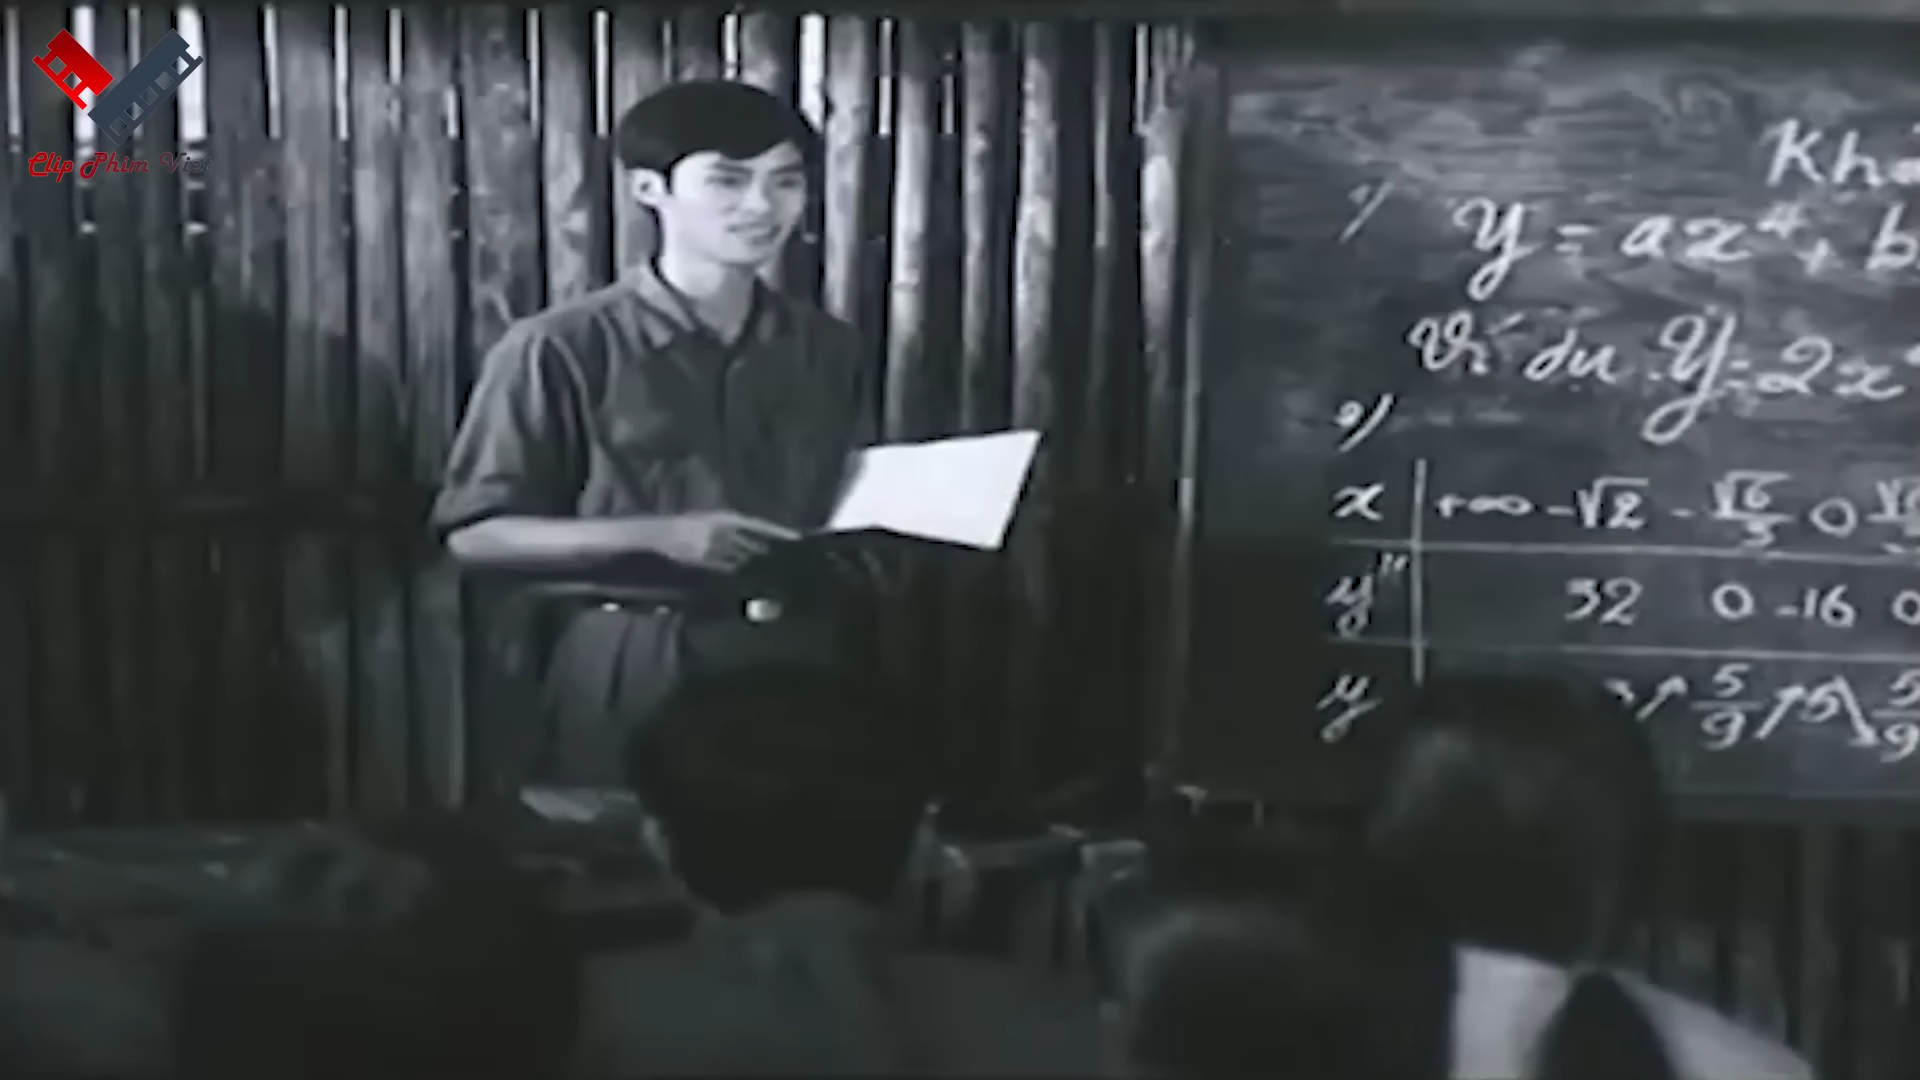 Clip Phim Việt
Khả
1) y = ax⁴ + b
Ví dụ y = 2x⁴
2)
x | +∞ -√2 -√6/3 0 √6
y'' | 32 0 -16 0
y | ↗ 5/9 ↗ 5 ↘ 5/9